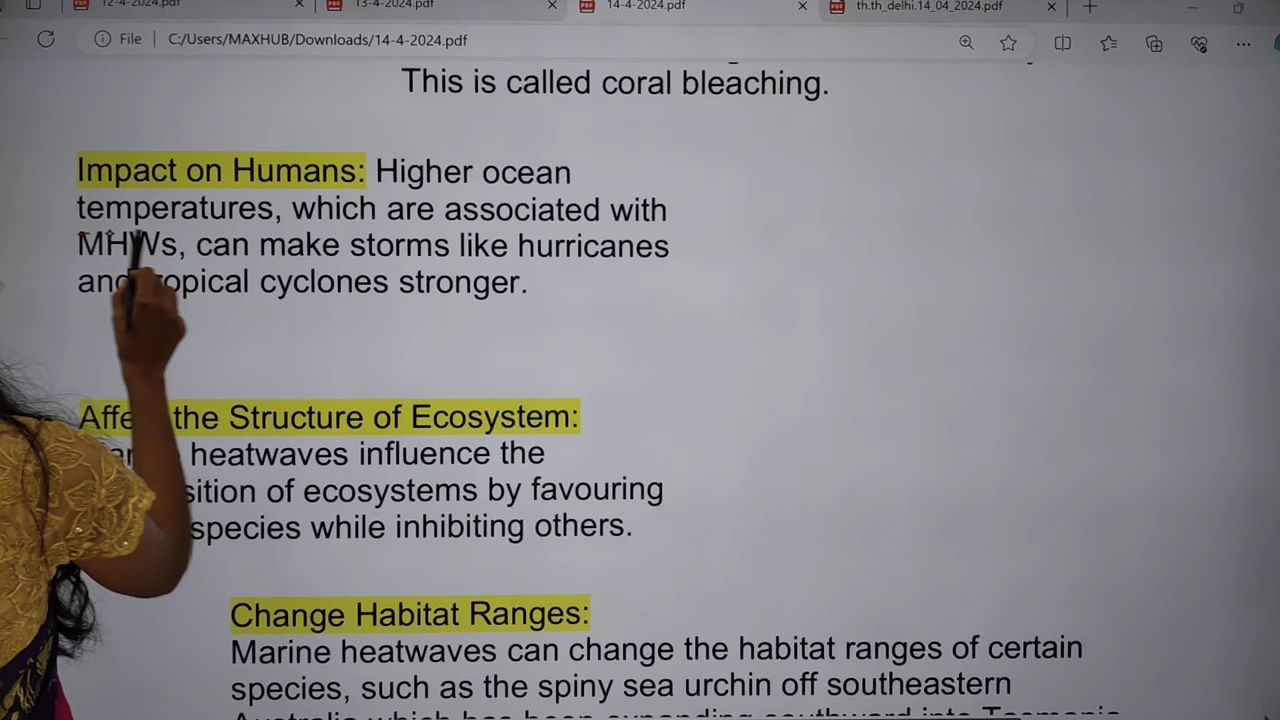 12-4-2024.pdf
13-4-2024.pdf
14-4-2024.pdf
th.th_delhi.14_04_2024.pdf
File
C:/Users/MAXHUB/Downloads/14-4-2024.pdf
This is called coral bleaching.
Impact on Humans: Higher ocean
temperatures, which are associated with
MHWs, can make storms like hurricanes
and tropical cyclones stronger.
the Structure of Ecosystem:
heatwaves influence the
of ecosystems by favouring
species while inhibiting others.
Change Habitat Ranges:
Marine heatwaves can change the habitat ranges of certain
species, such as the spiny sea urchin off southeastern